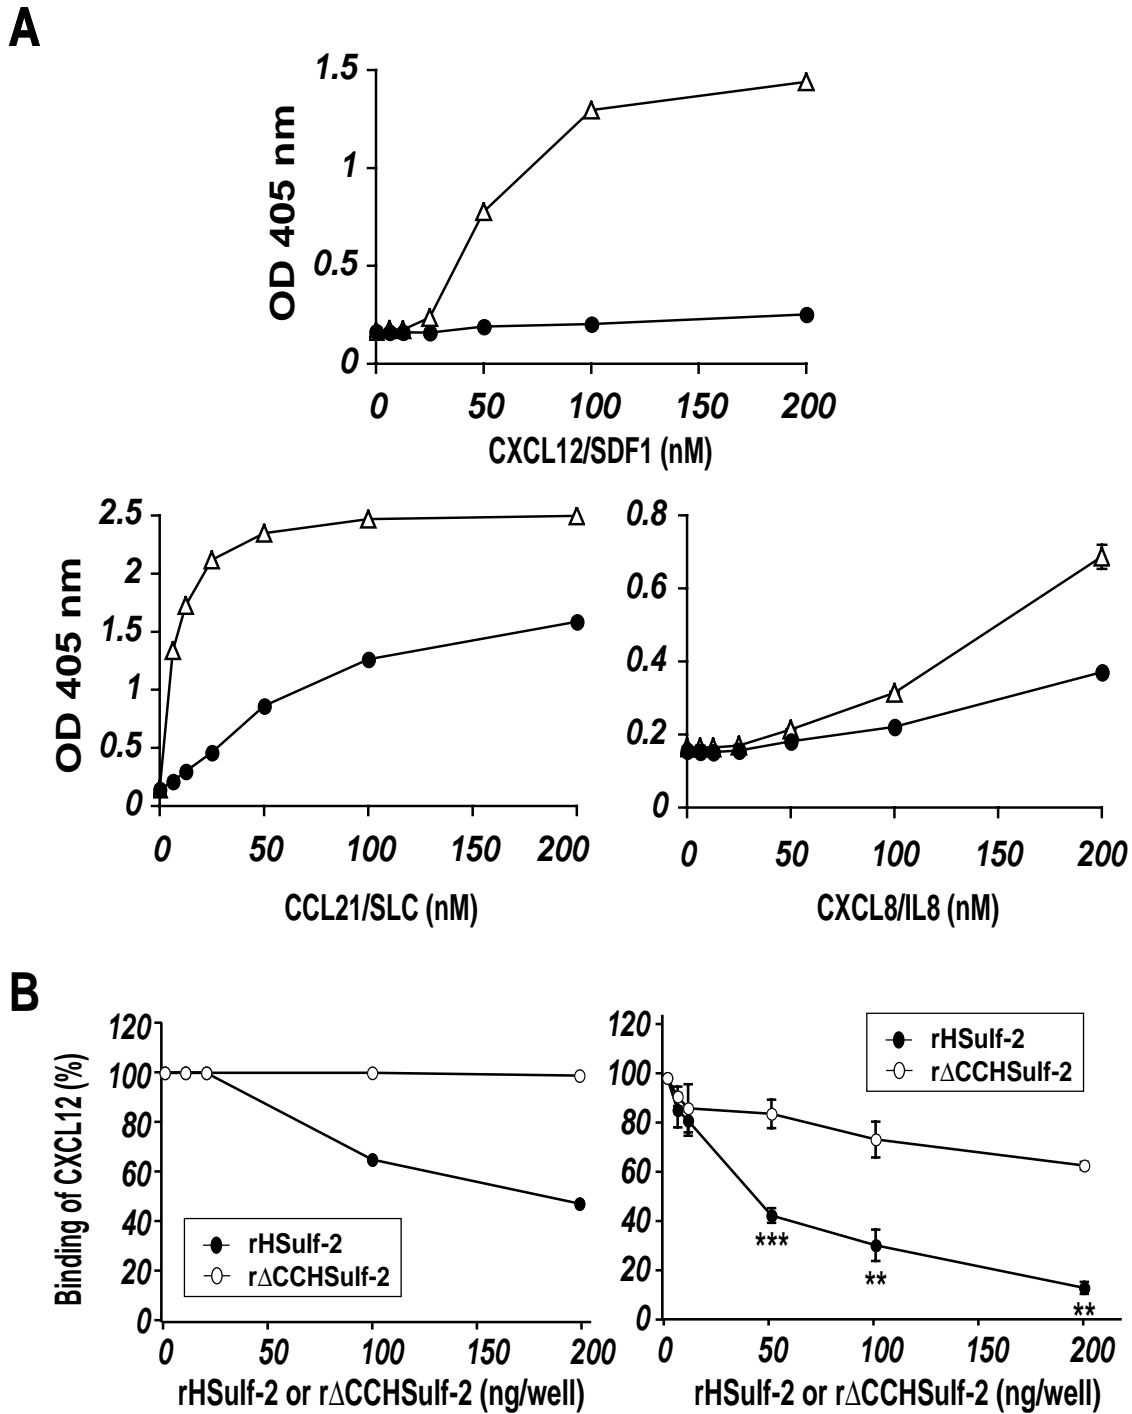 A
OD 405 nm
1.5
1
0.5
0
0 50 100 150 200
CXCL12/SDF1 (nM)
OD 405 nm
2.5
2
1.5
1
0.5
0
0 50 100 150 200
CCL21/SLC (nM)
0.8
0.6
0.4
0.2
0
0 50 100 150 200
CXCL8/IL8 (nM)
B
Binding of CXCL12 (%)
120
100
80
60
40
20
0
rHSulf-2
r∆CCHSulf-2
0 50 100 150 200
rHSulf-2 or r∆CCHSulf-2 (ng/well)
120
100
80
60
40
20
0
rHSulf-2
r∆CCHSulf-2
***
**
**
0 50 100 150 200
rHSulf-2 or r∆CCHSulf-2 (ng/well)